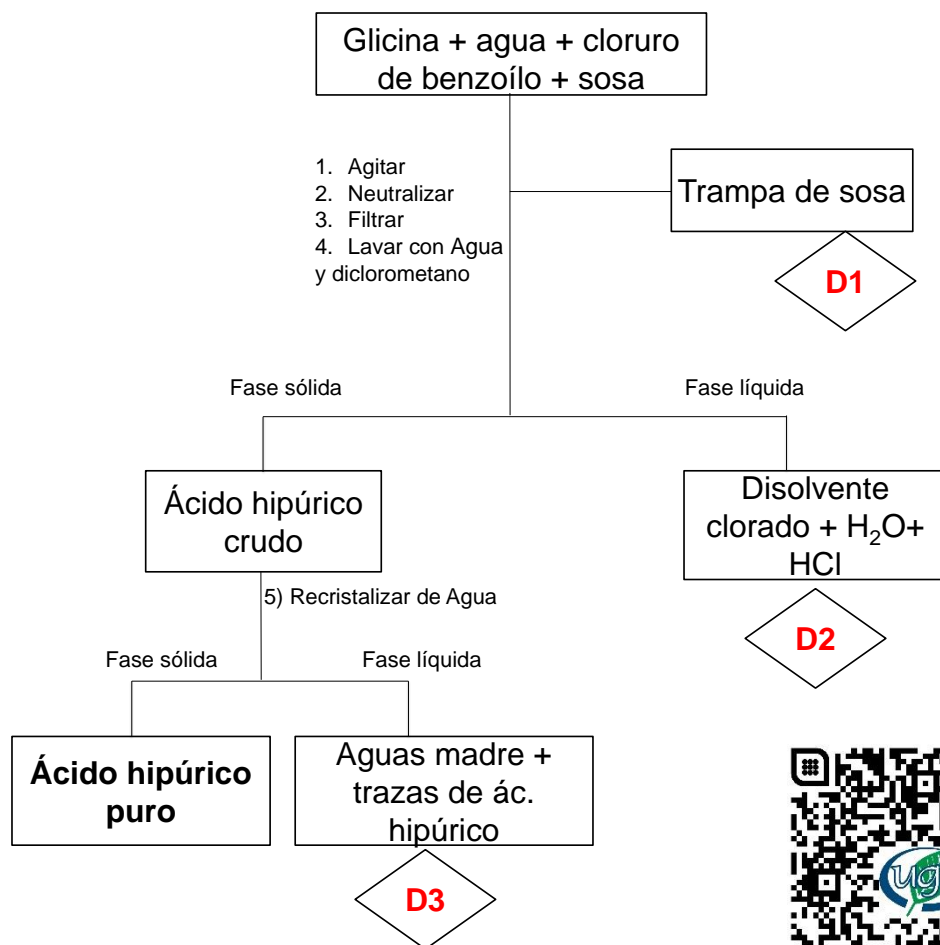 Glicina + agua + cloruro
de benzoílo + sosa
1. Agitar
2. Neutralizar
3. Filtrar
4. Lavar con Agua
y diclorometano
Trampa de sosa
D1
Fase sólida
Fase líquida
Ácido hipúrico
crudo
Disolvente
clorado + H₂O+
HCl
5) Recristalizar de Agua
D2
Fase sólida
Fase líquida
Ácido hipúrico
puro
Aguas madre +
trazas de ác.
hipúrico
D3